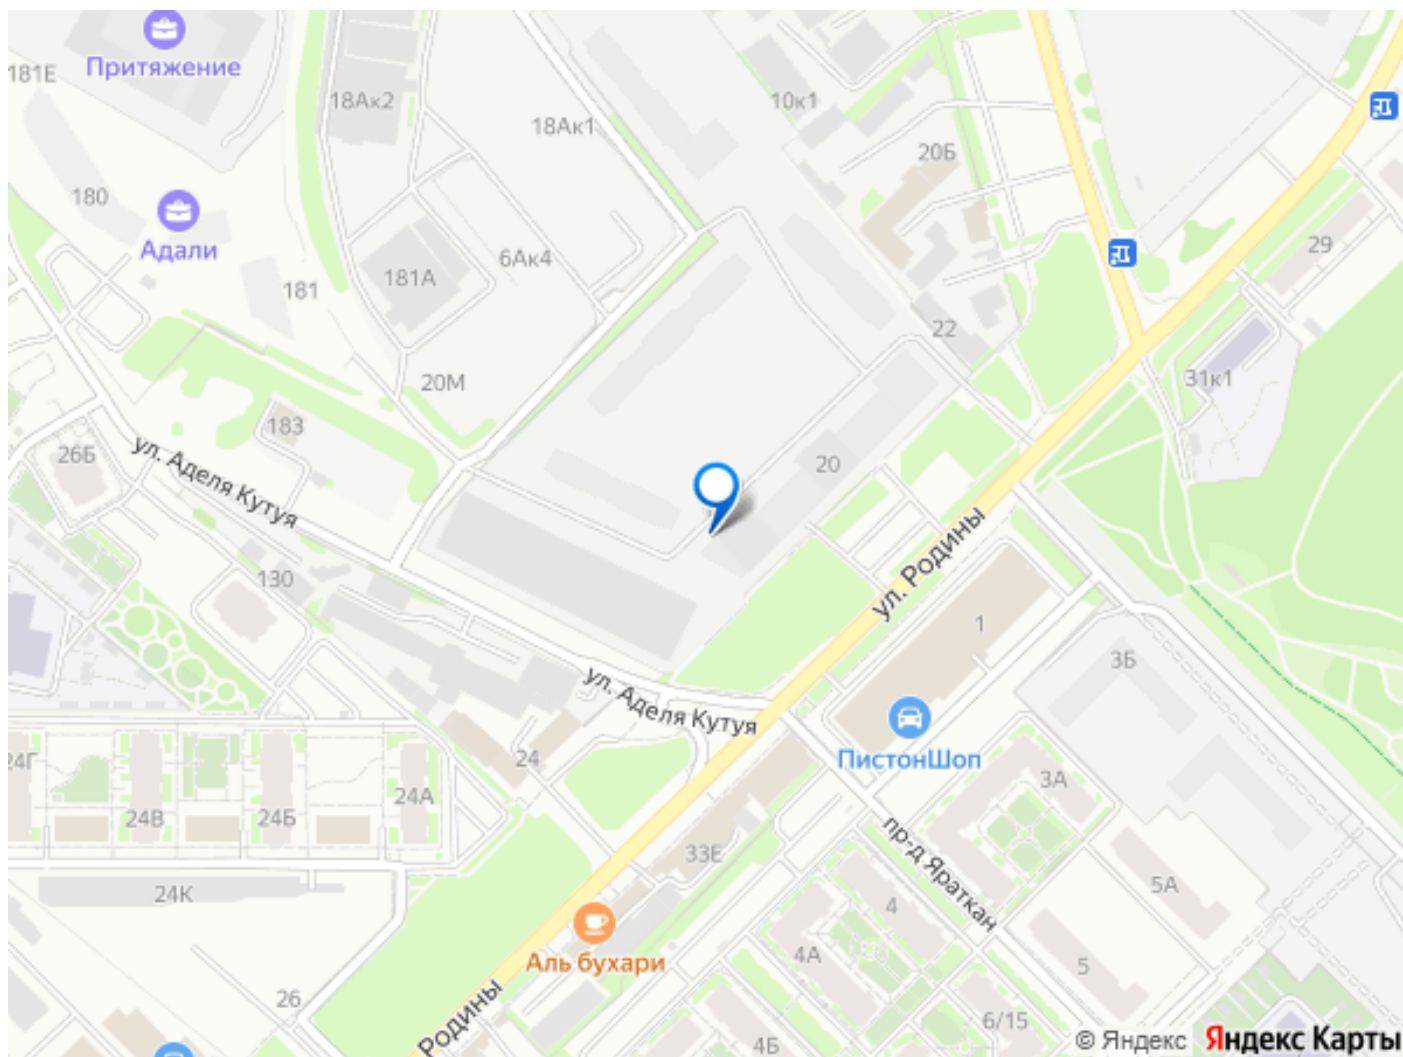 Притяжение
181Е
18Ак2
10к1
18Ак1
20Б
180
Адали
29
6Ак4
181А
181
22
31к1
20М
183
26Б
ул. Аделя Кутуя
20
ул. Родины
130
1
3Б
ул. Аделя Кутуя
24
ПистонШоп
24Г
3А
24А
24В
24Б
33Е
пр-д Яраткан
5А
24К
4
Аль бухари
4А
5
26
Родины
6/15
4Б
© Яндекс Яндекс Карты